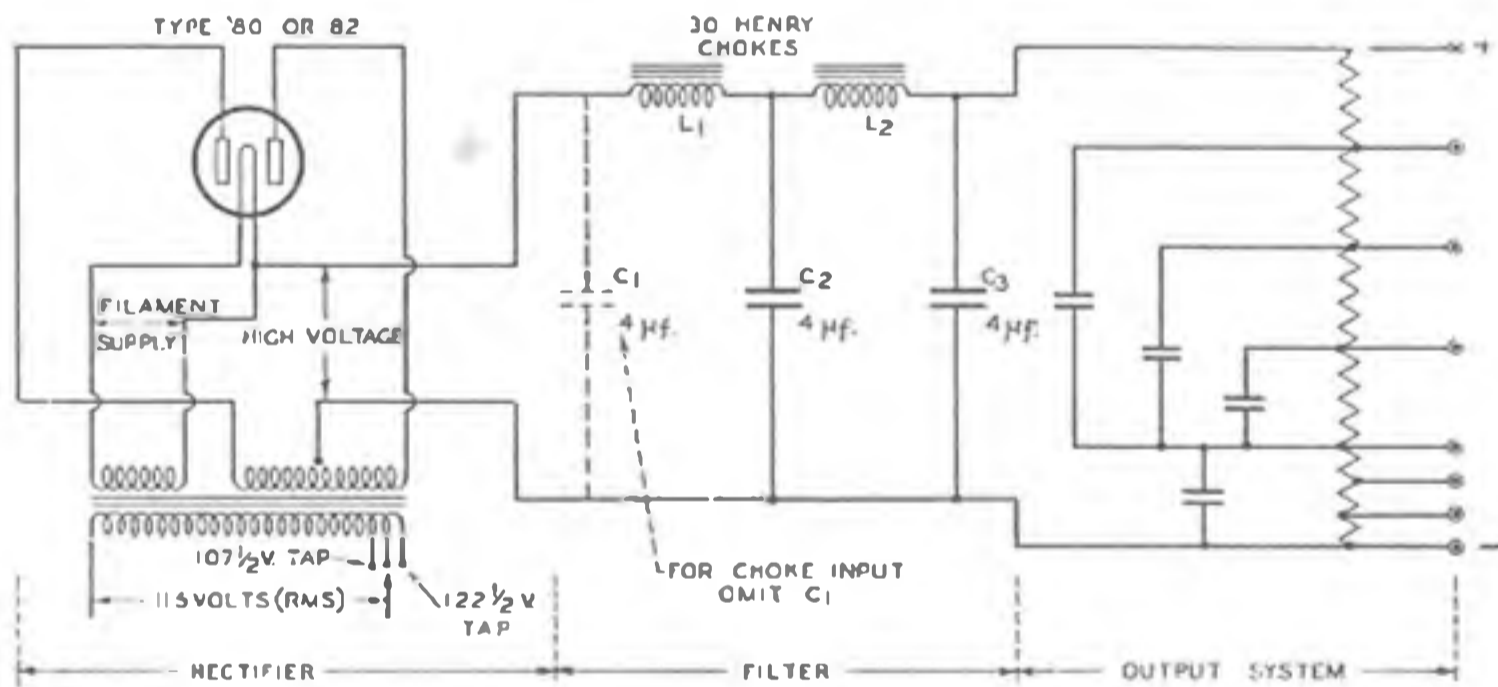 TYPE '80 OR 82
30 HENRY
CHOKES
L1
L2
C1
4 µf.
C2
4 µf.
C3
4 µf.
FILAMENT
SUPPLY
HIGH VOLTAGE
107½V. TAP
115 VOLTS (RMS)
122½ V.
TAP
FOR CHOKE INPUT
OMIT C1
+
−
RECTIFIER
FILTER
OUTPUT SYSTEM